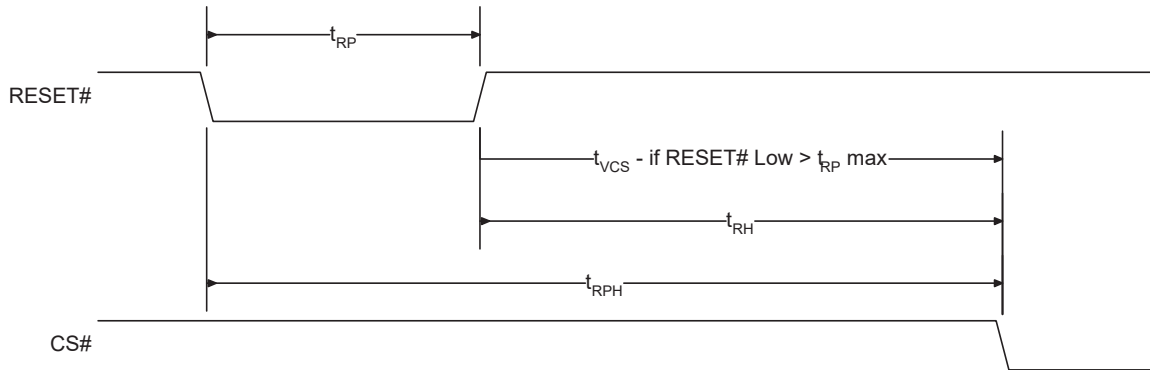 tRP
RESET#
tVCS - if RESET# Low > tRP max
tRH
tRPH
CS#